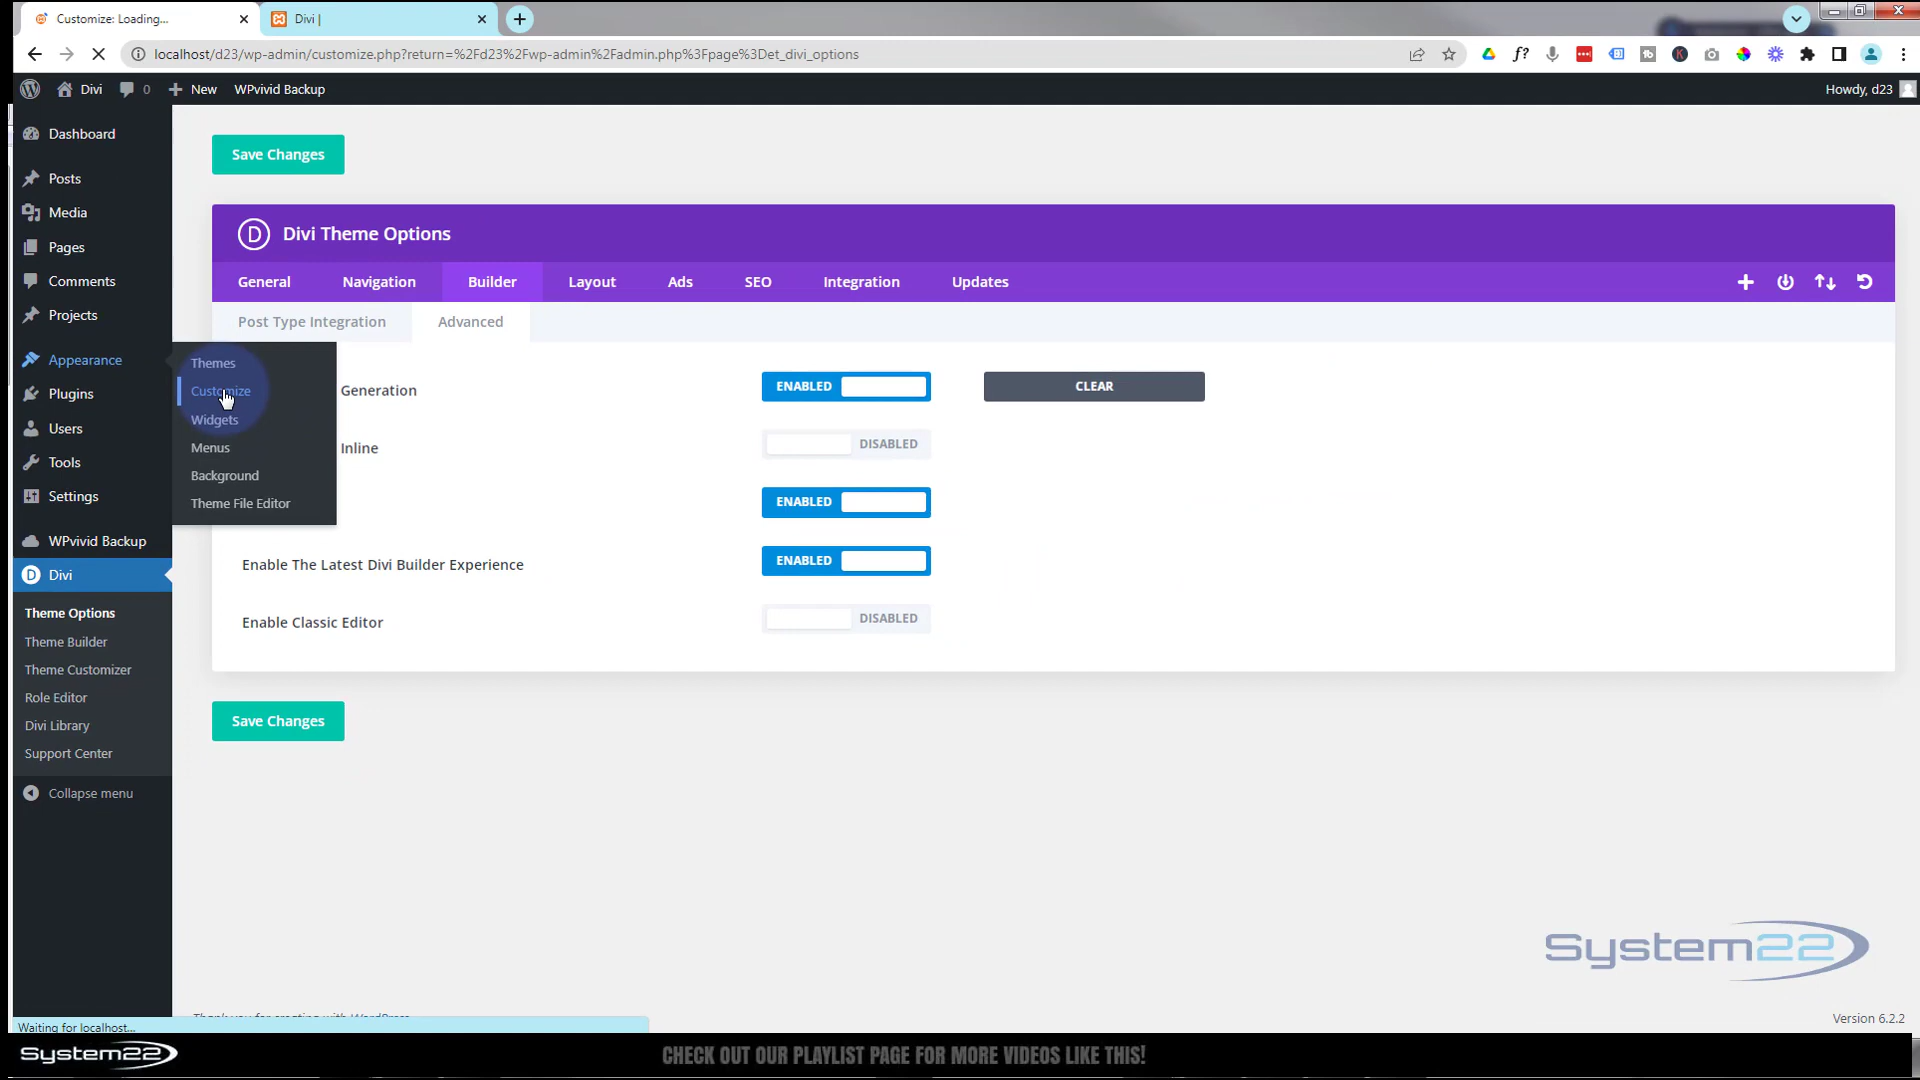 Customize: Loading...
Divi |
localhost/d23/wp-admin/customize.php?return=%2Fd23%2Fwp-admin%2Fadmin.php%3Fpage%3Det_divi_options
Divi
0
New
WPvivid Backup
Howdy, d23
Dashboard
Posts
Media
Pages
Comments
Projects
Appearance
Plugins
Users
Tools
Settings
WPvivid Backup
Divi
Theme Options
Theme Builder
Theme Customizer
Role Editor
Divi Library
Support Center
Collapse menu
Themes
Customize
Widgets
Menus
Background
Theme File Editor
Save Changes
D
Divi Theme Options
General
Navigation
Builder
Layout
Ads
SEO
Integration
Updates
Post Type Integration
Advanced
Generation
ENABLED
CLEAR
Inline
DISABLED
ENABLED
Enable The Latest Divi Builder Experience
ENABLED
Enable Classic Editor
DISABLED
Save Changes
System22
Thank you for creating with WordPress
Version 6.2.2
Waiting for localhost...
System22
CHECK OUT OUR PLAYLIST PAGE FOR MORE VIDEOS LIKE THIS!